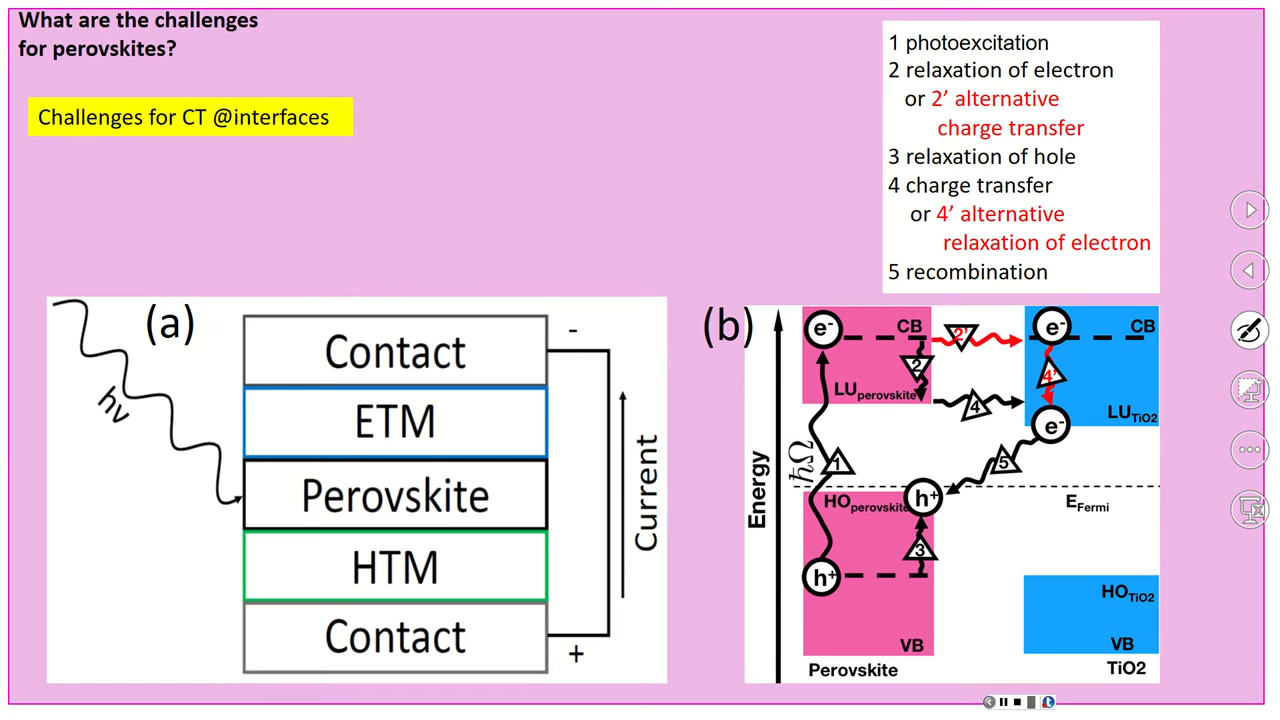 What are the challenges
for perovskites?
Challenges for CT @interfaces
1 photoexcitation
2 relaxation of electron
or 2’ alternative
charge transfer
3 relaxation of hole
4 charge transfer
or 4’ alternative
relaxation of electron
5 recombination
(a)
hν
Contact
ETM
Perovskite
HTM
Contact
-
+
Current
(b)
Energy
e-
CB
2’
e-
CB
2
4’
LUperovskite
4
LUTiO2
e-
ħΩ
1
5
HOperovskite
h+
EFermi
3
h+
HOTiO2
VB
VB
Perovskite
TiO2